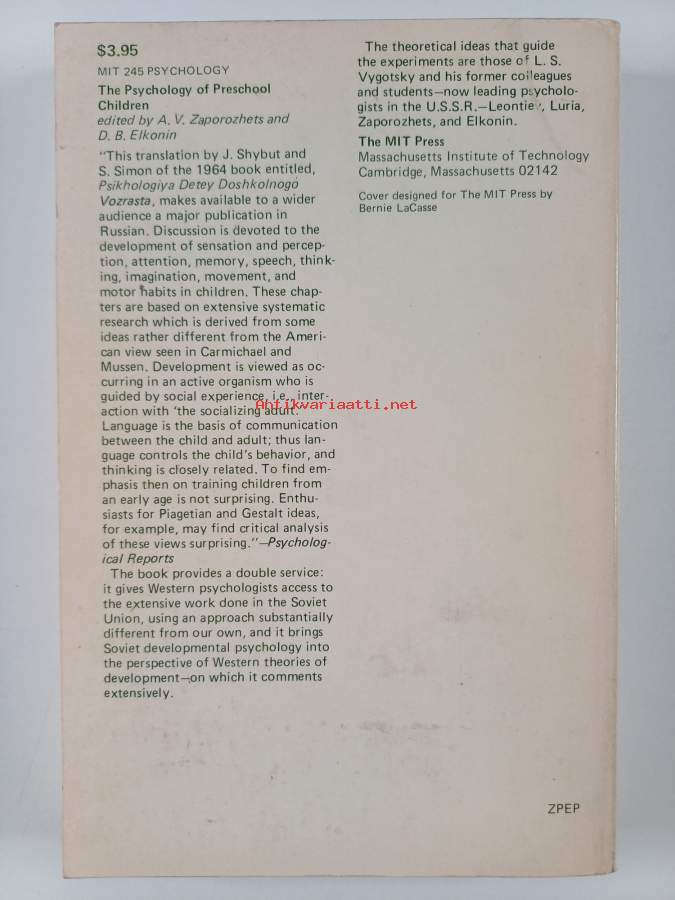 $3.95
MIT 245 PSYCHOLOGY
The Psychology of Preschool
Children
edited by A. V. Zaporozhets and
D. B. Elkonin
"This translation by J. Shybut and
S. Simon of the 1964 book entitled,
Psikhologiya Detey Doshkolnogo
Vozrasta, makes available to a wider
audience a major publication in
Russian. Discussion is devoted to the
development of sensation and percep-
tion, attention, memory, speech, think-
ing, imagination, movement, and
motor habits in children. These chap-
ters are based on extensive systematic
research which is derived from some
ideas rather different from the Ameri-
can view seen in Carmichael and
Mussen. Development is viewed as oc-
curring in an active organism who is
guided by social experience, i.e., inter-
action with 'the socializing adult.'
Language is the basis of communication
between the child and adult; thus lan-
guage controls the child's behavior, and
thinking is closely related. To find em-
phasis then on training children from
an early age is not surprising. Enthu-
siasts for Piagetian and Gestalt ideas,
for example, may find critical analysis
of these views surprising."—Psycholog-
ical Reports
The book provides a double service:
it gives Western psychologists access to
the extensive work done in the Soviet
Union, using an approach substantially
different from our own, and it brings
Soviet developmental psychology into
the perspective of Western theories of
development—on which it comments
extensively.
The theoretical ideas that guide
the experiments are those of L. S.
Vygotsky and his former colleagues
and students—now leading psycholo-
gists in the U.S.S.R.—Leontiev, Luria,
Zaporozhets, and Elkonin.
The MIT Press
Massachusetts Institute of Technology
Cambridge, Massachusetts 02142
Cover designed for The MIT Press by
Bernie LaCasse
Antikvariaatti.net
ZPEP